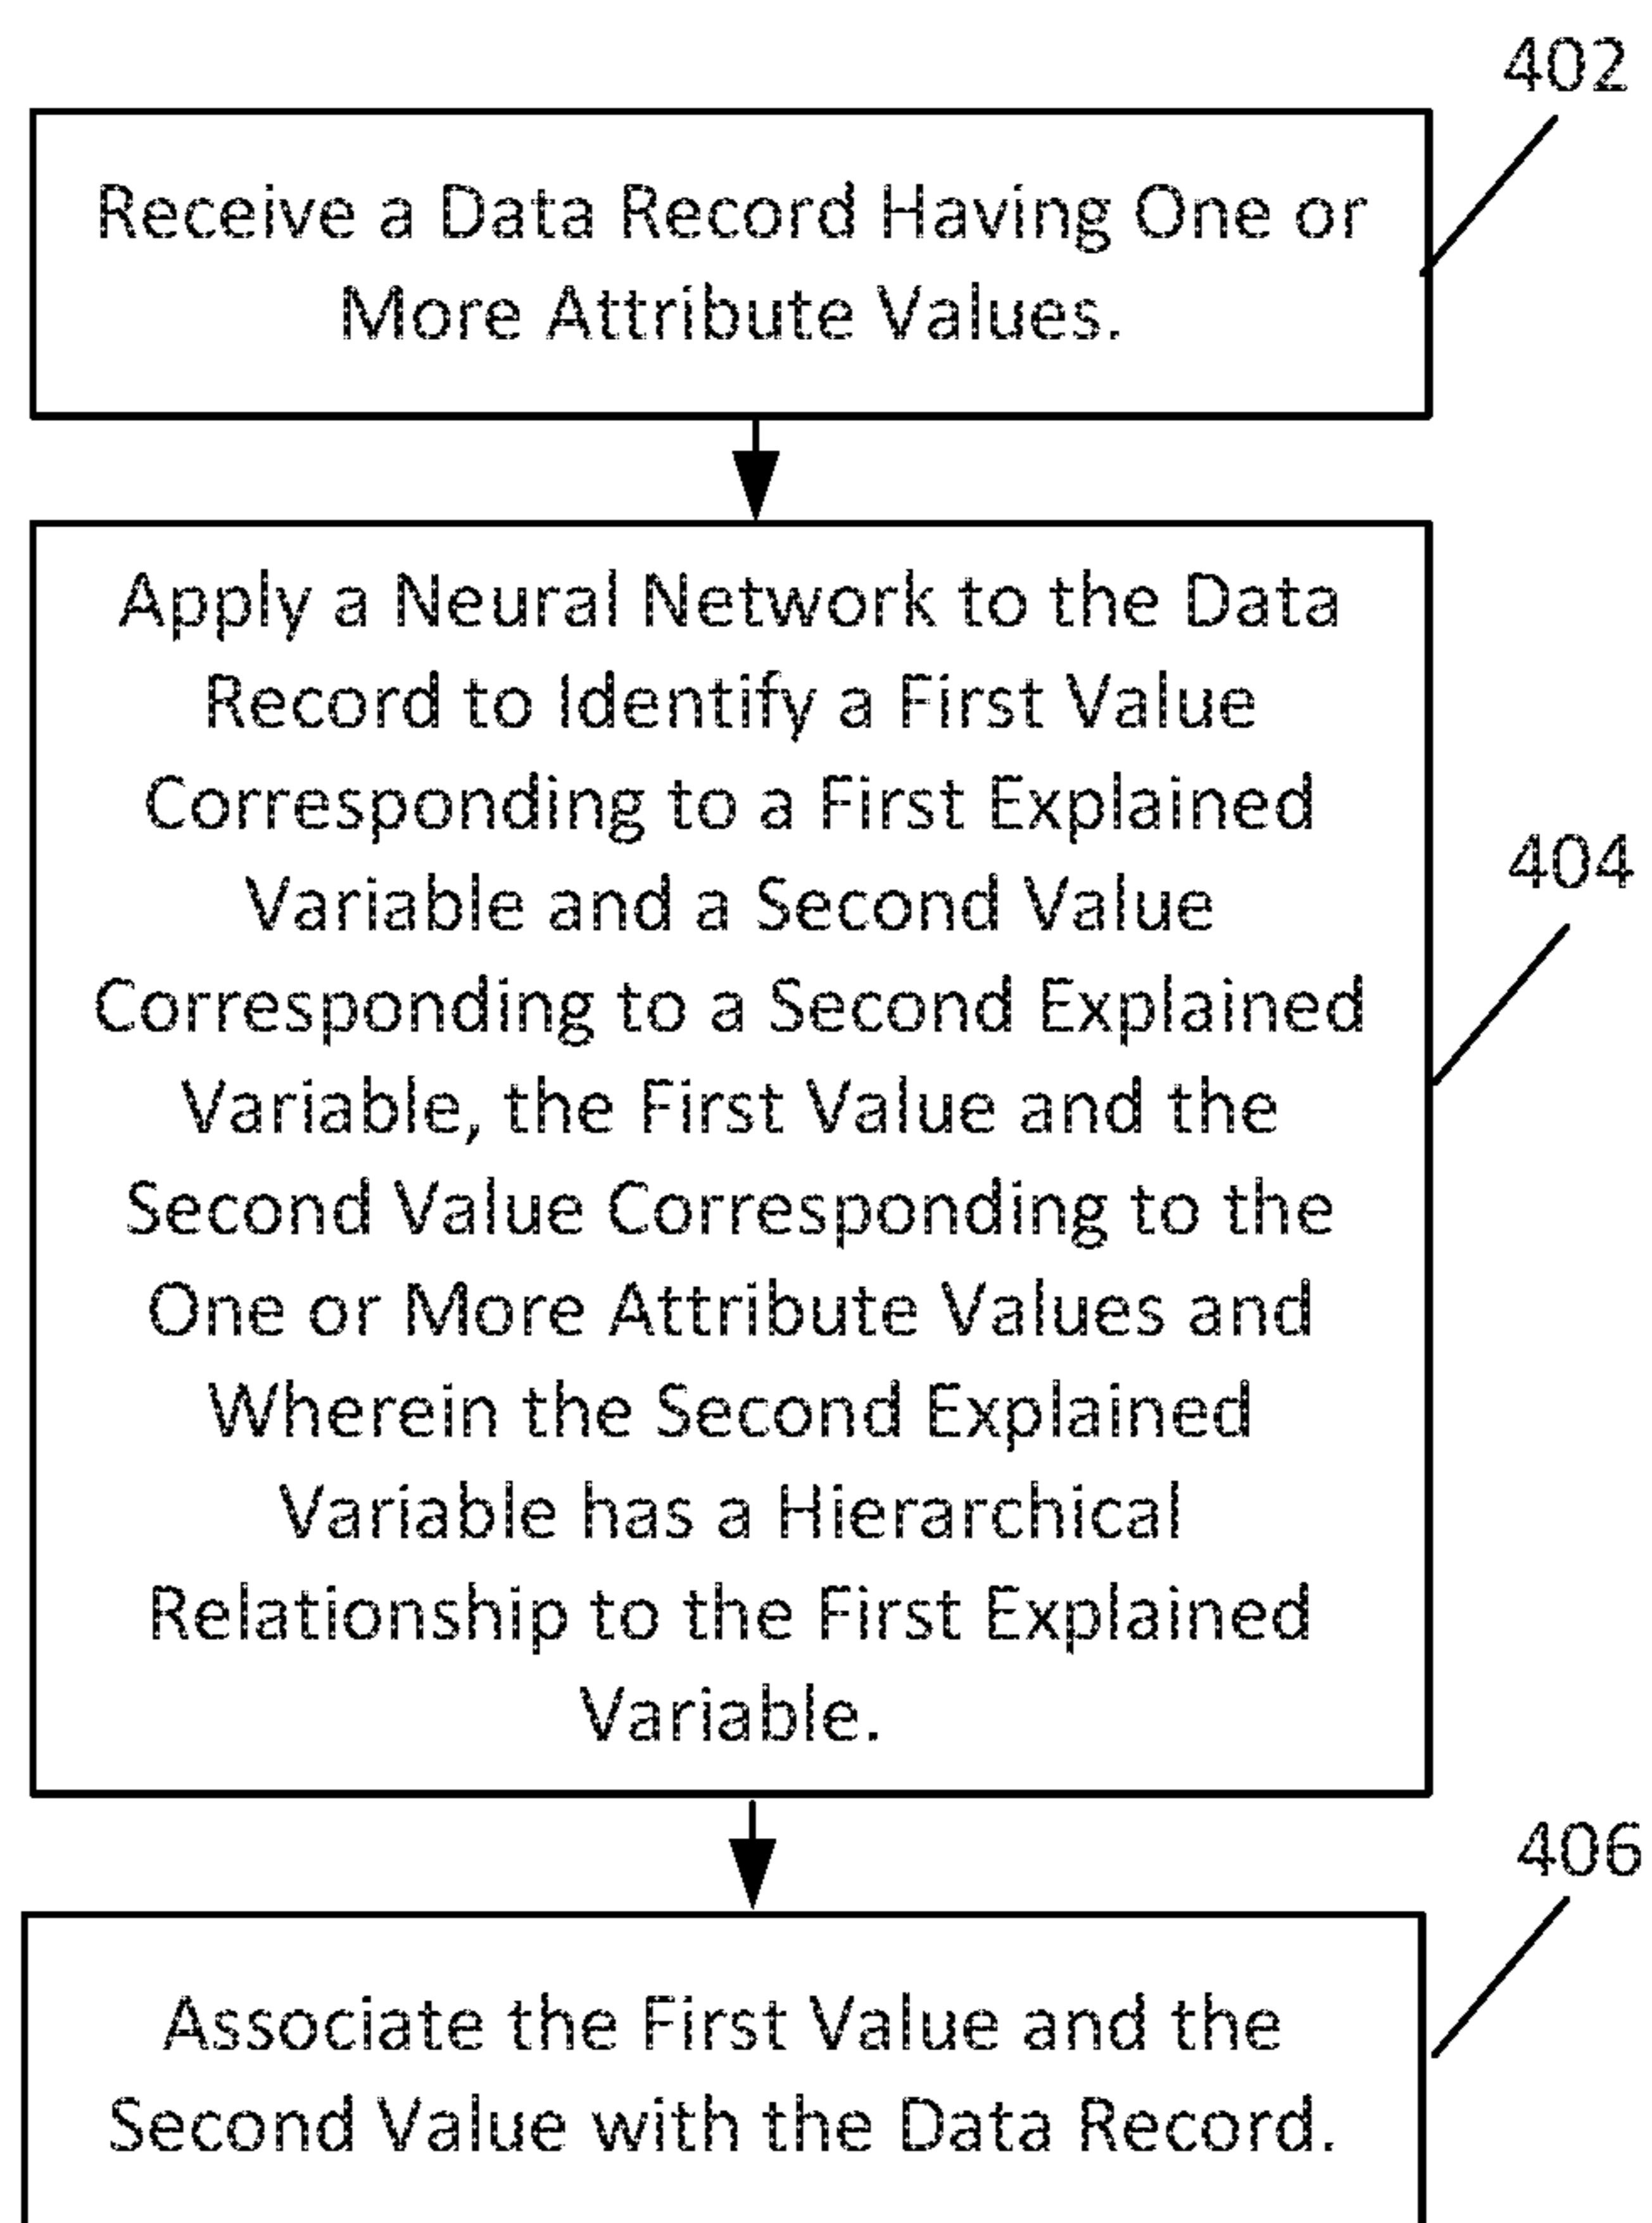 402
Receive a Data Record Having One or
More Attribute Values.
Apply a Neural Network to the Data
Record to Identify a First Value
Corresponding to a First Explained
Variable and a Second Value
Corresponding to a Second Explained
Variable, the First Value and the
Second Value Corresponding to the
One or More Attribute Values and
Wherein the Second Explained
Variable has a Hierarchical
Relationship to the First Explained
Variable.
404
406
Associate the First Value and the
Second Value with the Data Record.